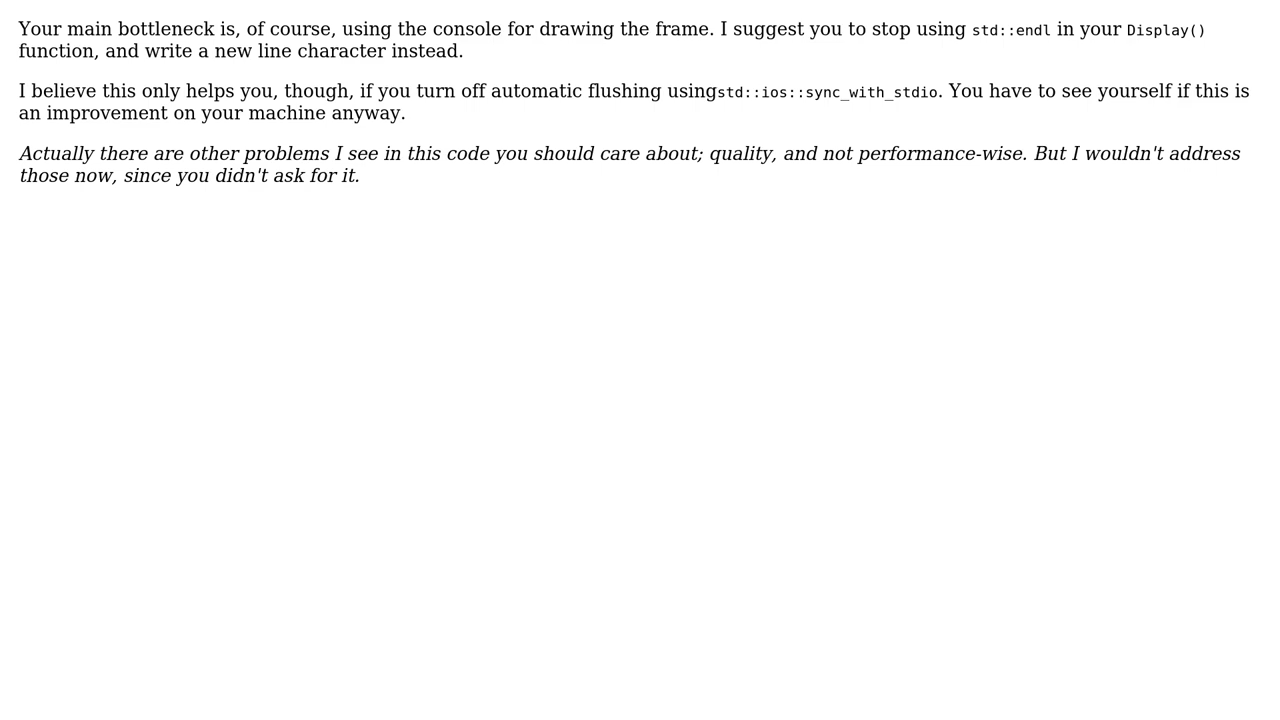 Your main bottleneck is, of course, using the console for drawing the frame. I suggest you to stop using std::endl in your Display()
function, and write a new line character instead.
I believe this only helps you, though, if you turn off automatic flushing usingstd::ios::sync_with_stdio. You have to see yourself if this is
an improvement on your machine anyway.
Actually there are other problems I see in this code you should care about; quality, and not performance-wise. But I wouldn't address
those now, since you didn't ask for it.